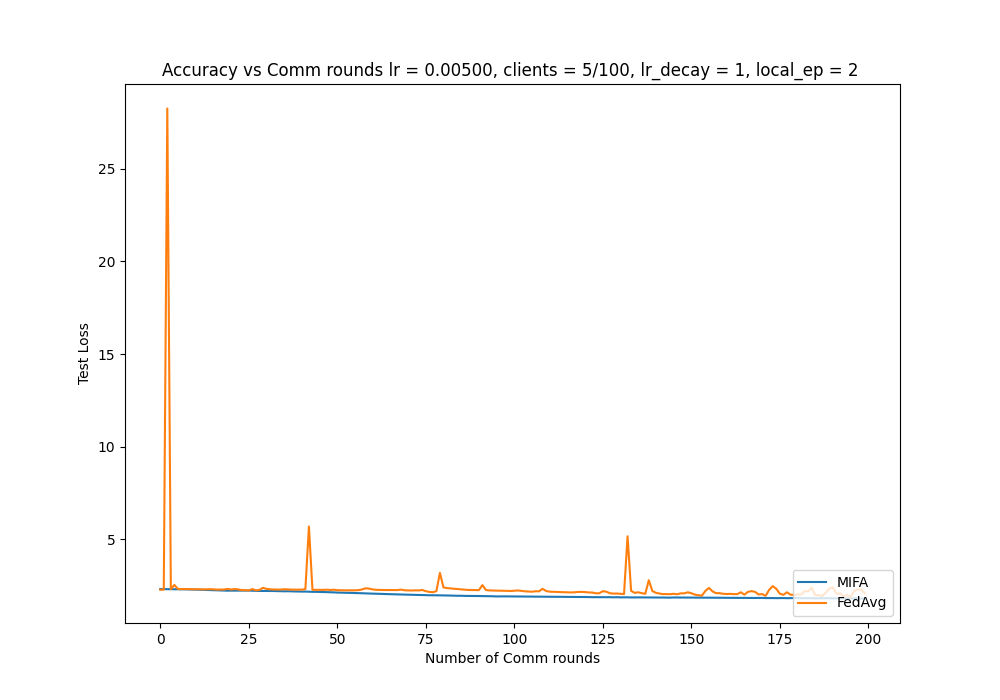 Accuracy vs Comm rounds lr = 0.00500, clients = 5/100, lr_decay = 1, local_ep = 2
Test Loss
25
20
15
10
5
MIFA
FedAvg
0 25 50 75 100 125 150 175 200
Number of Comm rounds